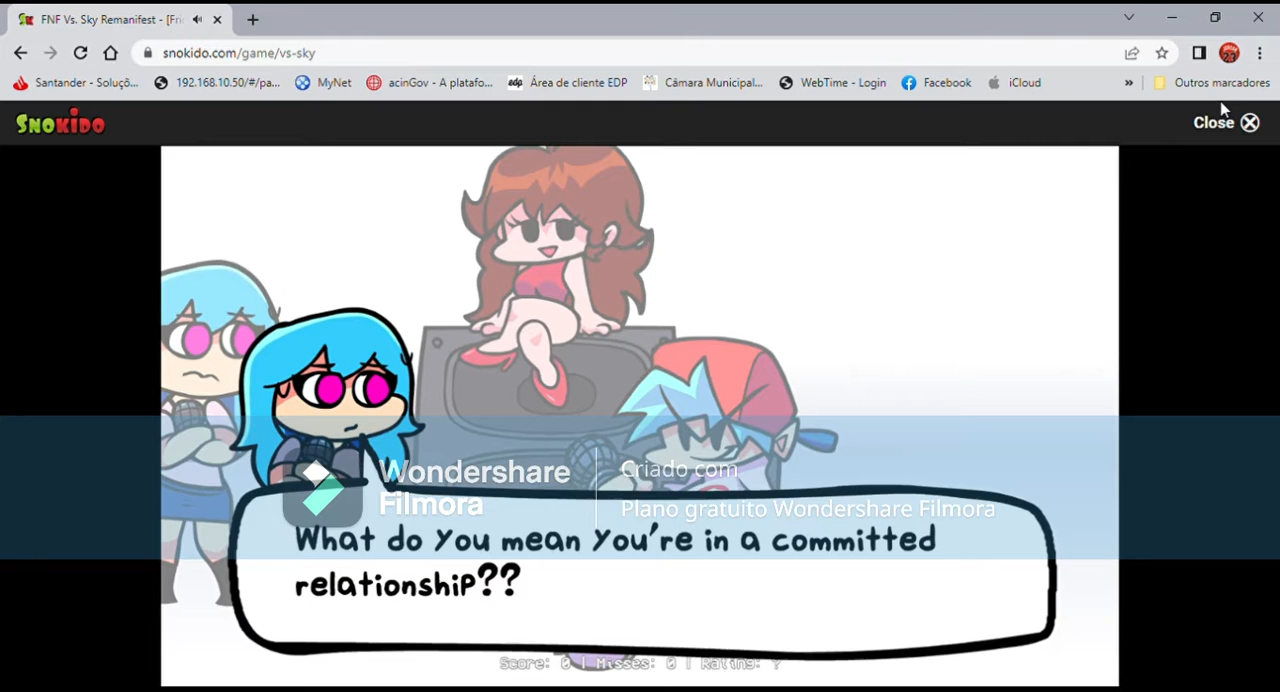 FNF Vs. Sky Remanifest - [Fri
snokido.com/game/vs-sky
Santander - Soluçõ... 192.168.10.50/#/pa... MyNet acinGov - A platafo... edp Área de cliente EDP Câmara Municipal... WebTime - Login Facebook iCloud » Outros marcadores
SNOKIDO Close
Wondershare
Filmora
Criado com
Plano gratuito Wondershare Filmora
What do you mean you're in a committed
relationship??
Score: 0 | Misses: 0 | Rating: ?